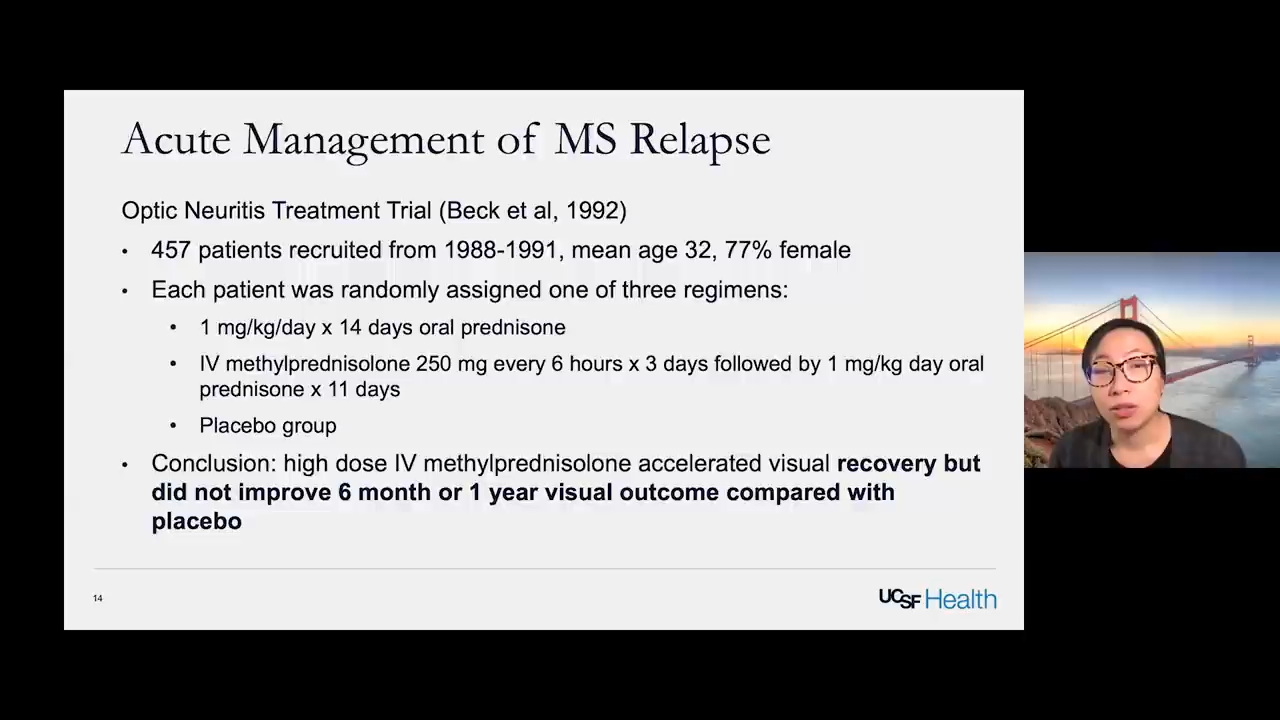 Acute Management of MS Relapse
Optic Neuritis Treatment Trial (Beck et al, 1992)
• 457 patients recruited from 1988-1991, mean age 32, 77% female
• Each patient was randomly assigned one of three regimens:
• 1 mg/kg/day x 14 days oral prednisone
• IV methylprednisolone 250 mg every 6 hours x 3 days followed by 1 mg/kg day oral
prednisone x 11 days
• Placebo group
• Conclusion: high dose IV methylprednisolone accelerated visual recovery but
did not improve 6 month or 1 year visual outcome compared with
placebo
14
UCSF Health